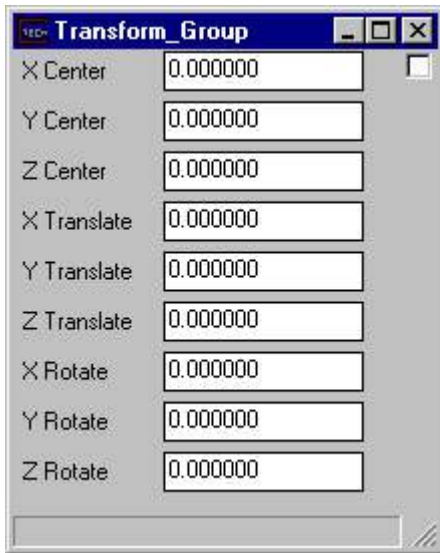 Transform_Group
X Center 0.000000
Y Center 0.000000
Z Center 0.000000
X Translate 0.000000
Y Translate 0.000000
Z Translate 0.000000
X Rotate 0.000000
Y Rotate 0.000000
Z Rotate 0.000000